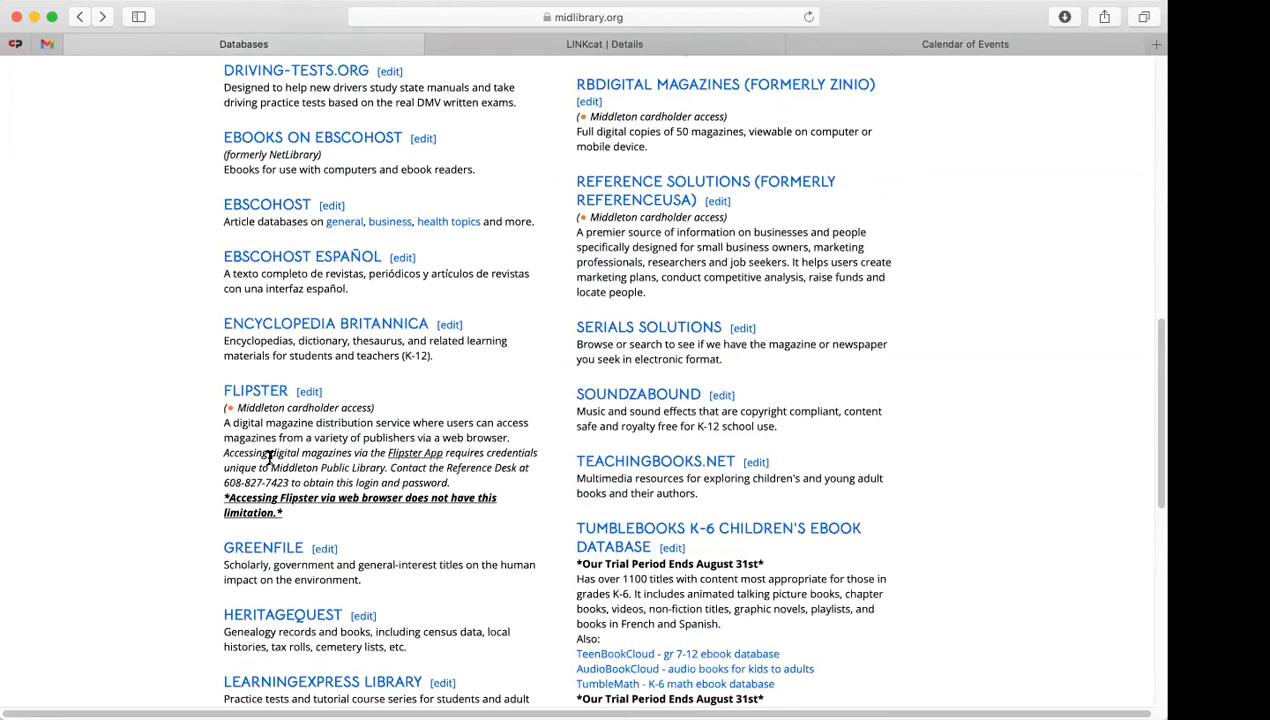 midlibrary.org
Databases
LINKcat | Details
Calendar of Events
DRIVING-TESTS.ORG [edit]
Designed to help new drivers study state manuals and take
driving practice tests based on the real DMV written exams.
EBOOKS ON EBSCOHOST [edit]
(formerly NetLibrary)
Ebooks for use with computers and ebook readers.
EBSCOHOST [edit]
Article databases on general, business, health topics and more.
EBSCOHOST ESPAÑOL [edit]
A texto completo de revistas, periódicos y artículos de revistas
con una interfaz español.
ENCYCLOPEDIA BRITANNICA [edit]
Encyclopedias, dictionary, thesaurus, and related learning
materials for students and teachers (K-12).
FLIPSTER [edit]
(• Middleton cardholder access)
A digital magazine distribution service where users can access
magazines from a variety of publishers via a web browser.
Accessing digital magazines via the Flipster App requires credentials
unique to Middleton Public Library. Contact the Reference Desk at
608-827-7423 to obtain this login and password.
*Accessing Flipster via web browser does not have this
limitation.*
GREENFILE [edit]
Scholarly, government and general-interest titles on the human
impact on the environment.
HERITAGEQUEST [edit]
Genealogy records and books, including census data, local
histories, tax rolls, cemetery lists, etc.
LEARNINGEXPRESS LIBRARY [edit]
Practice tests and tutorial course series for students and adult
RBDIGITAL MAGAZINES (FORMERLY ZINIO)
[edit]
(• Middleton cardholder access)
Full digital copies of 50 magazines, viewable on computer or
mobile device.
REFERENCE SOLUTIONS (FORMERLY
REFERENCEUSA) [edit]
(• Middleton cardholder access)
A premier source of information on businesses and people
specifically designed for small business owners, marketing
professionals, researchers and job seekers. It helps users create
marketing plans, conduct competitive analysis, raise funds and
locate people.
SERIALS SOLUTIONS [edit]
Browse or search to see if we have the magazine or newspaper
you seek in electronic format.
SOUNDZABOUND [edit]
Music and sound effects that are copyright compliant, content
safe and royalty free for K-12 school use.
TEACHINGBOOKS.NET [edit]
Multimedia resources for exploring children's and young adult
books and their authors.
TUMBLEBOOKS K-6 CHILDREN'S EBOOK
DATABASE [edit]
*Our Trial Period Ends August 31st*
Has over 1100 titles with content most appropriate for those in
grades K-6. It includes animated talking picture books, chapter
books, videos, non-fiction titles, graphic novels, playlists, and
books in French and Spanish.
Also:
TeenBookCloud - gr 7-12 ebook database
AudioBookCloud - audio books for kids to adults
TumbleMath - K-6 math ebook database
*Our Trial Period Ends August 31st*